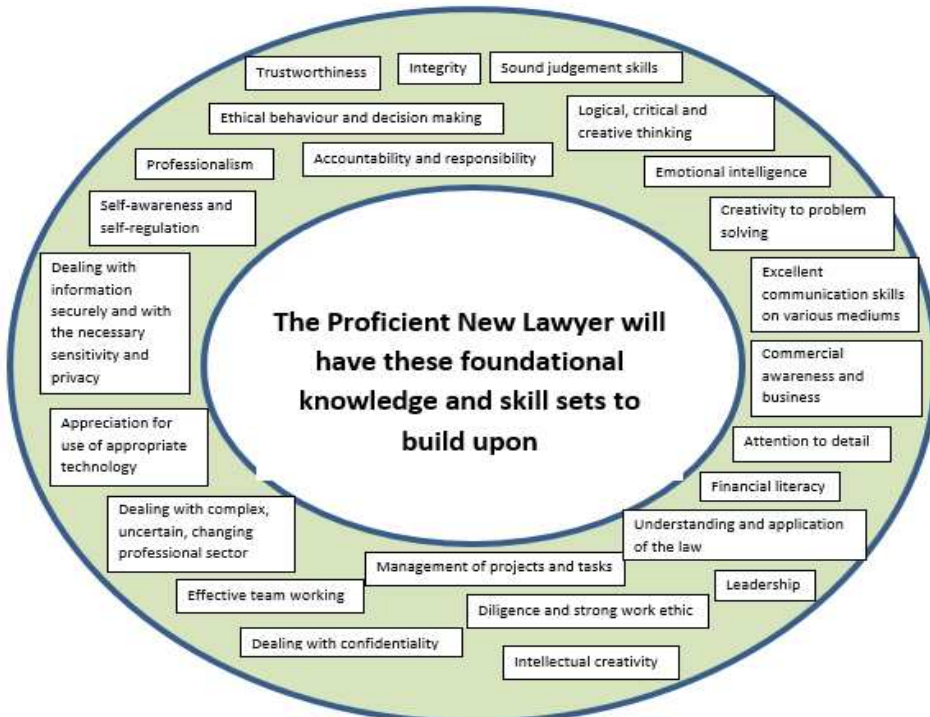 Trustworthiness
Integrity
Sound judgement skills
Ethical behaviour and decision making
Logical, critical and
creative thinking
Professionalism
Accountability and responsibility
Emotional intelligence
Self-awareness and
self-regulation
Creativity to problem
solving
Dealing with
information
securely and with
the necessary
sensitivity and
privacy
Excellent
communication skills
on various mediums
The Proficient New Lawyer will
have these foundational
knowledge and skill sets to
build upon
Commercial
awareness and
business
Appreciation for
use of appropriate
technology
Attention to detail
Financial literacy
Dealing with complex,
uncertain, changing
professional sector
Understanding and application
of the law
Management of projects and tasks
Leadership
Effective team working
Diligence and strong work ethic
Dealing with confidentiality
Intellectual creativity